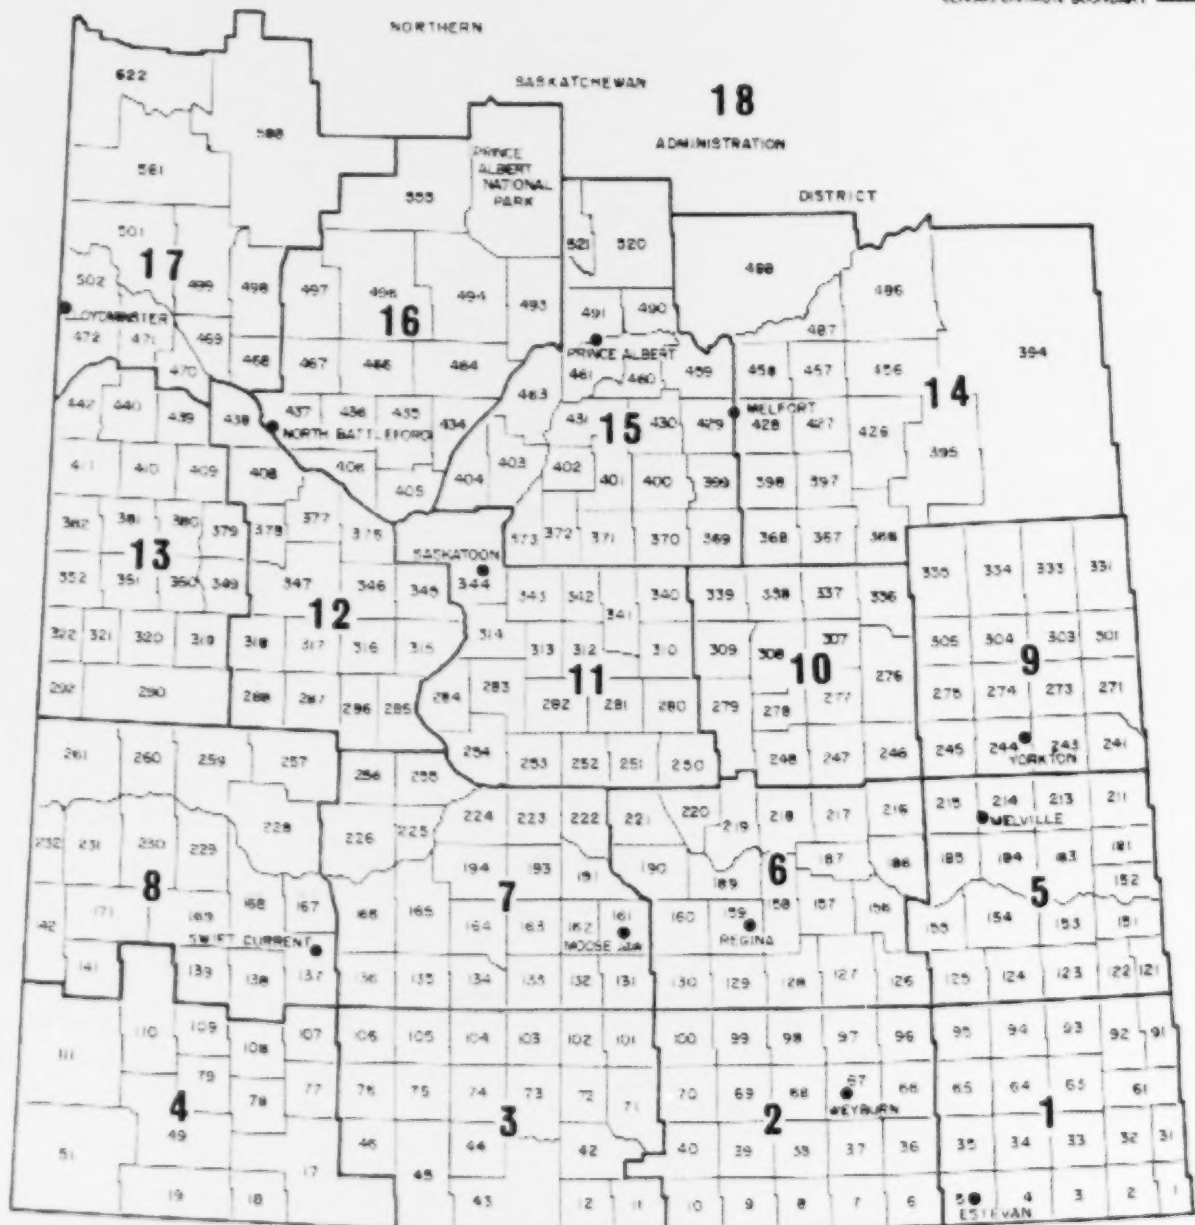 NORTHERN
SASKATCHEWAN
18
ADMINISTRATION
DISTRICT
622
588
PRINCE
ALBERT
NATIONAL
PARK
561
555
521 520
501
17
502 499 498 497 496 494 493
488 486
16
491 490
487
LOYDMINSTER
PRINCE ALBERT
472 471 469 468 467 466 464
470
461 460 459 458 457 456
394
14
463
442 440 439 438 437 436 435 434
NORTH BATTLEFORD
431 15 430 429 428 427 426
MELFORT
395
411 410 409 408 406 405 404 403 402 401 400 399 398 397
382 381 380 379 378 377 376
13
373 372 371 370 369 368 367 366
SASKATOON
335 334 333 331
352 351 350 349 347 346 345 344 343 342 341 340 339 338 337 336
12
322 321 320 319 318 317 316 315 314 313 312 310 309 308 307
305 304 303 301
9
11 10
292 290 288 287 286 285 284 283 282 281 280 279 278 277 276
275 274 273 271
261 260 259 257 256 255 254 253 252 251 250 248 247 246 245 244 243 241
YORKTON
232 231 230 229 228 226 225 224 223 222 221 220 219 218 217 216 215 214 213 211
MELVILLE
8 7 6 5
194 193 191 190 189 187 186 185 184 183 181
171 169 168 167 166 165 164 163 162 161 160 159 158 157 156 155 154 153 152 151
142
SWIFT CURRENT
MOOSE JAW
REGINA
141 139 138 137 136 135 134 133 132 131 130 129 128 127 126 125 124 123 122 121
111 110 109 108 107 106 105 104 103 102 101 100 99 98 97 96 95 94 93 92 91
79 78 77 76 75 74 73 72 71 70 69 68 67 66 65 64 63 61
WEYBURN
4 3 2 1
51 49 46 45 44 42 40 39 38 37 36 35 34 33 32 31
19 18 17 43 12 11 10 9 8 7 6 5 4 3 2 1
ESTEVAN